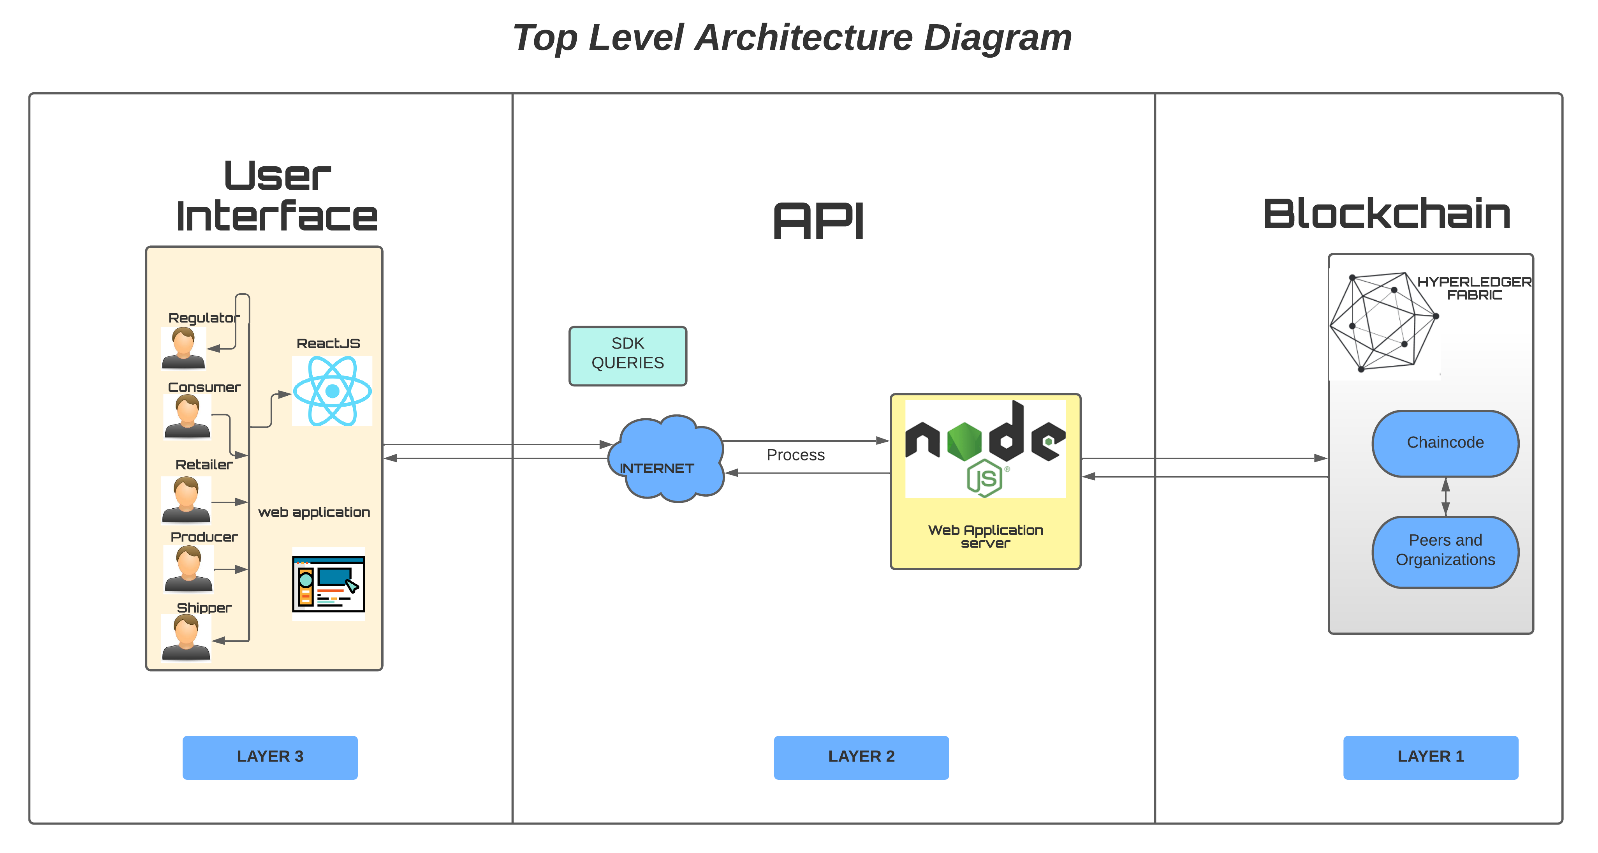 Top Level Architecture Diagram
User
Interface
Regulator
Consumer
Retailer
Producer
Shipper
ReactJS
web application
LAYER 3
API
SDK
QUERIES
INTERNET
Process
node
JS
®
Web Application
server
LAYER 2
Blockchain
HYPERLEDGER
FABRIC
Chaincode
Peers and
Organizations
LAYER 1